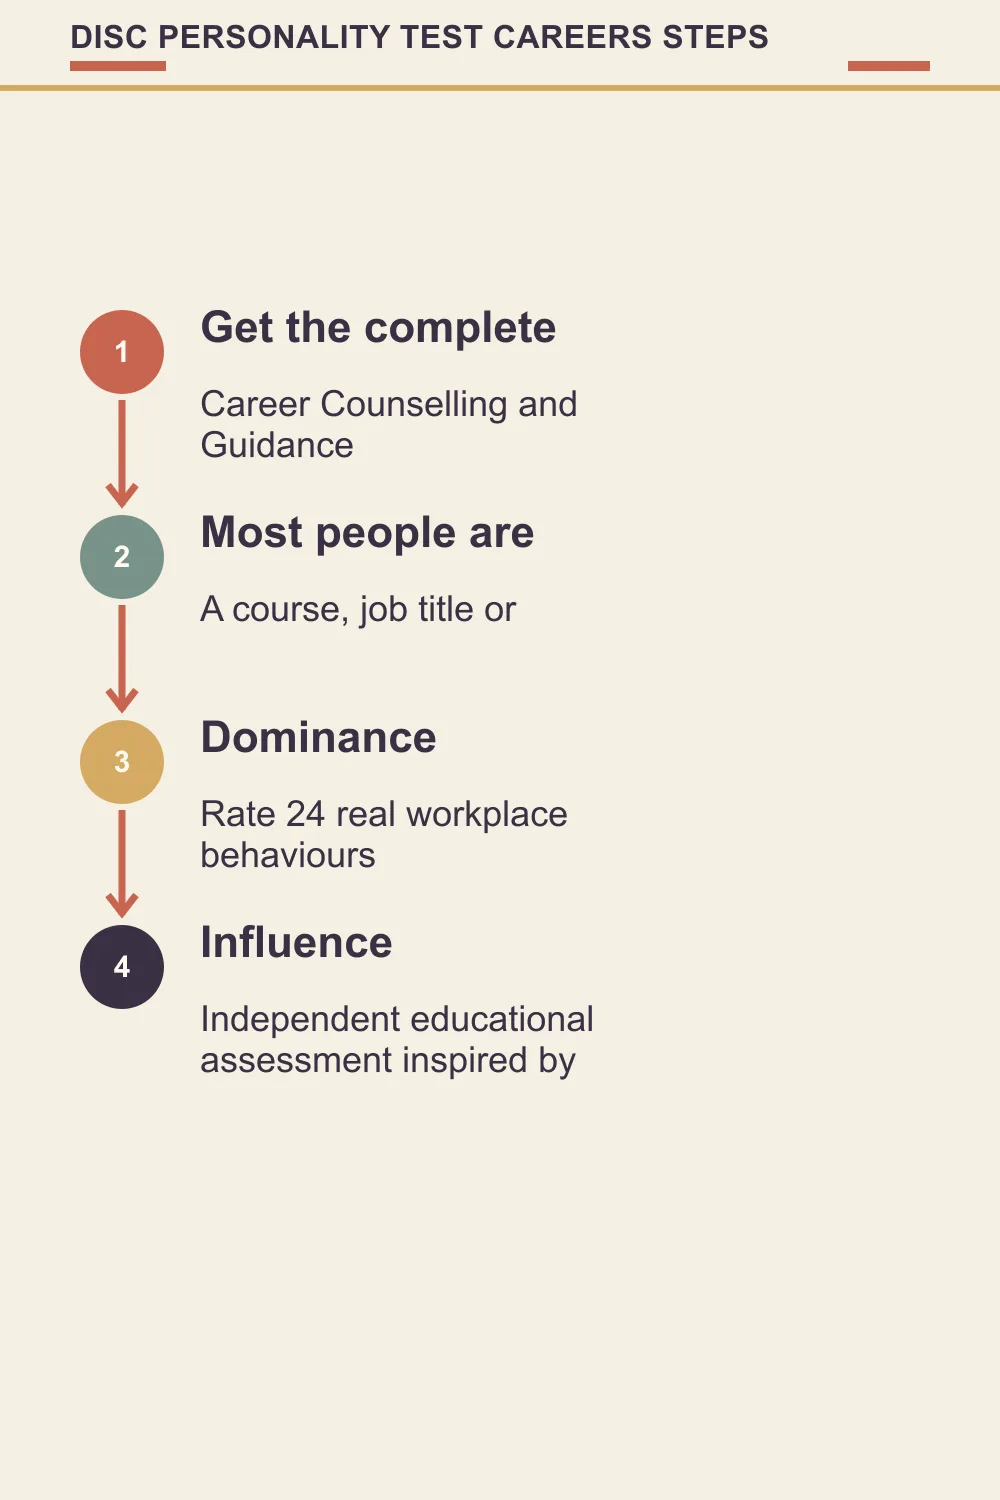 DISC PERSONALITY TEST CAREERS STEPS
1
Get the complete
Career Counselling and
Guidance
2
Most people are
A course, job title or
3
Dominance
Rate 24 real workplace
behaviours
4
Influence
Independent educational
assessment inspired by